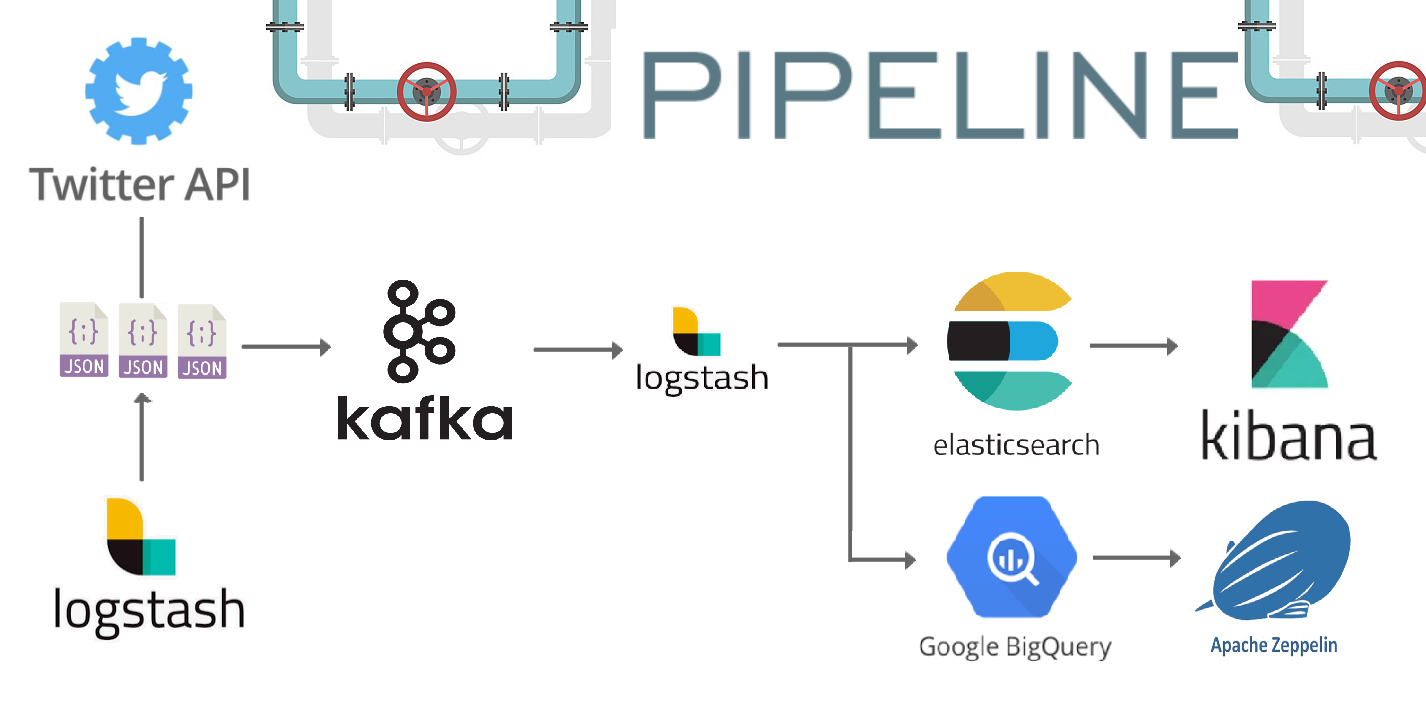 PIPELINE
Twitter API
{;} {;} {;}
JSON JSON JSON
kafka
logstash
elasticsearch
kibana
logstash
Google BigQuery
Apache Zeppelin